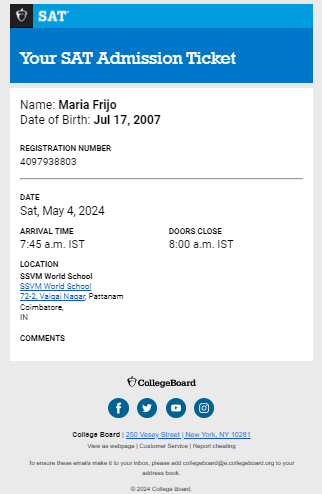 SAT
Your SAT Admission Ticket
Name: Maria Frijo
Date of Birth: Jul 17, 2007
REGISTRATION NUMBER
4097938803
DATE
Sat, May 4, 2024
ARRIVAL TIME
7:45 a.m. IST
DOORS CLOSE
8:00 a.m. IST
LOCATION
SSVM World School
SSVM World School
72-2, Vaigai Nagar, Pattanam
Coimbatore,
IN
COMMENTS
CollegeBoard
College Board | 250 Vesey Street | New York, NY 10281
View as webpage | Customer Service | Report cheating
To ensure these emails make it to your inbox, please add collegeboard@e.collegeboard.org to your
address book.
© 2024 College Board.